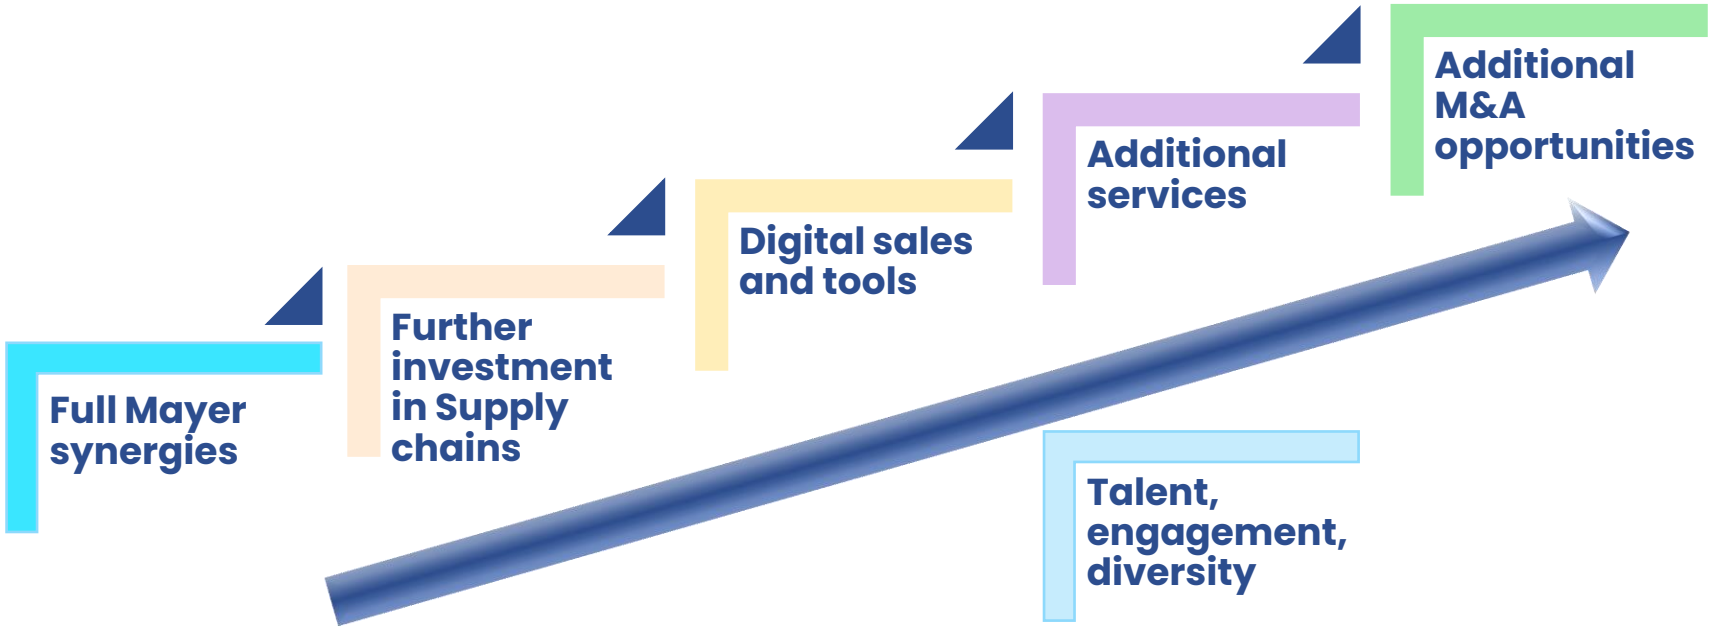 Full Mayer
synergies
Further
investment
in Supply
chains
Digital sales
and tools
Additional
services
Additional
M&A
opportunities
Talent,
engagement,
diversity